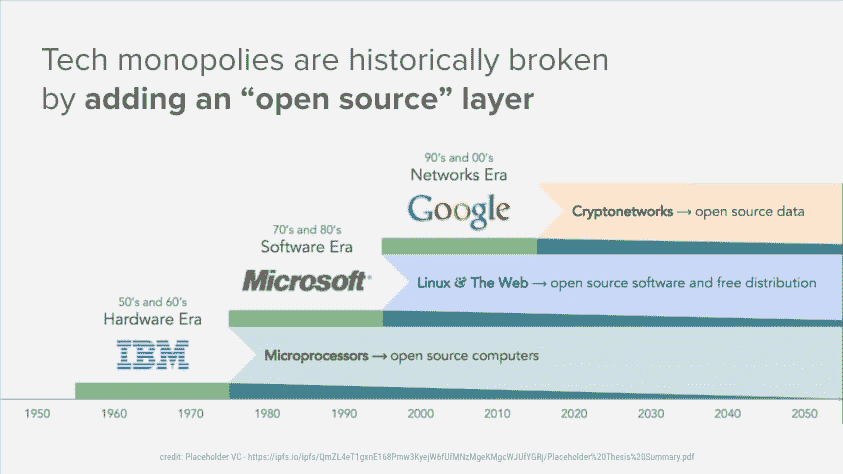 Tech monopolies are historically broken
by adding an “open source” layer
90's and 00's
Networks Era
Google
Cryptonetworks → open source data
70's and 80's
Software Era
Microsoft
Linux & The Web → open source software and free distribution
50's and 60's
Hardware Era
IBM
Microprocessors → open source computers
1950 1960 1970 1980 1990 2000 2010 2020 2030 2040 2050
credit: Placeholder VC - https://ipfs.io/ipfs/QmZL4eT1gxnE168Pmw3KyejW6fUfMNzMgeKMgcWJUfYGRj/Placeholder%20Thesis%20Summary.pdf